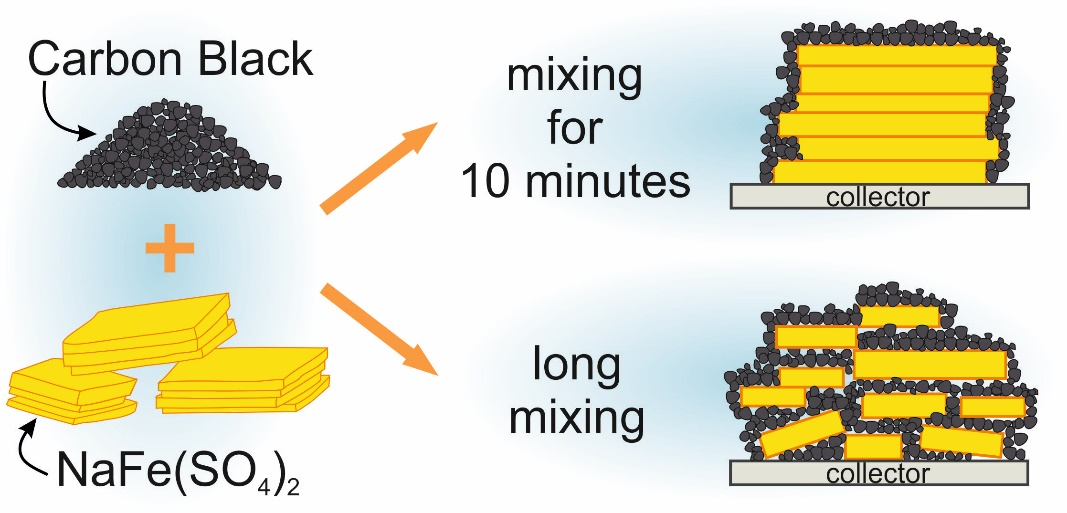 Carbon Black
+
NaFe(SO₄)₂
mixing
for
10 minutes
collector
long
mixing
collector